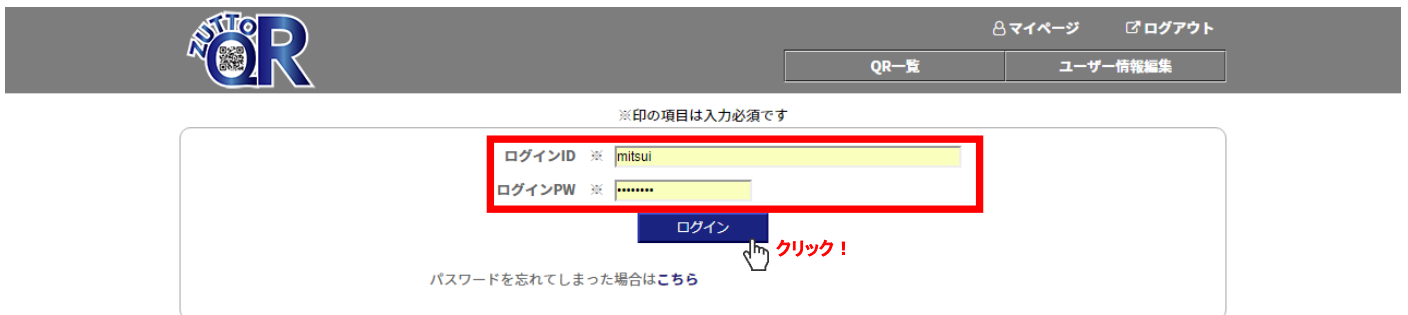 ZUTTO QR
マイページ ログアウト
QR一覧 ユーザー情報編集
※印の項目は入力必須です
ログインID ※ mitsui
ログインPW ※ ••••••••
ログイン
クリック！
パスワードを忘れてしまった場合はこちら